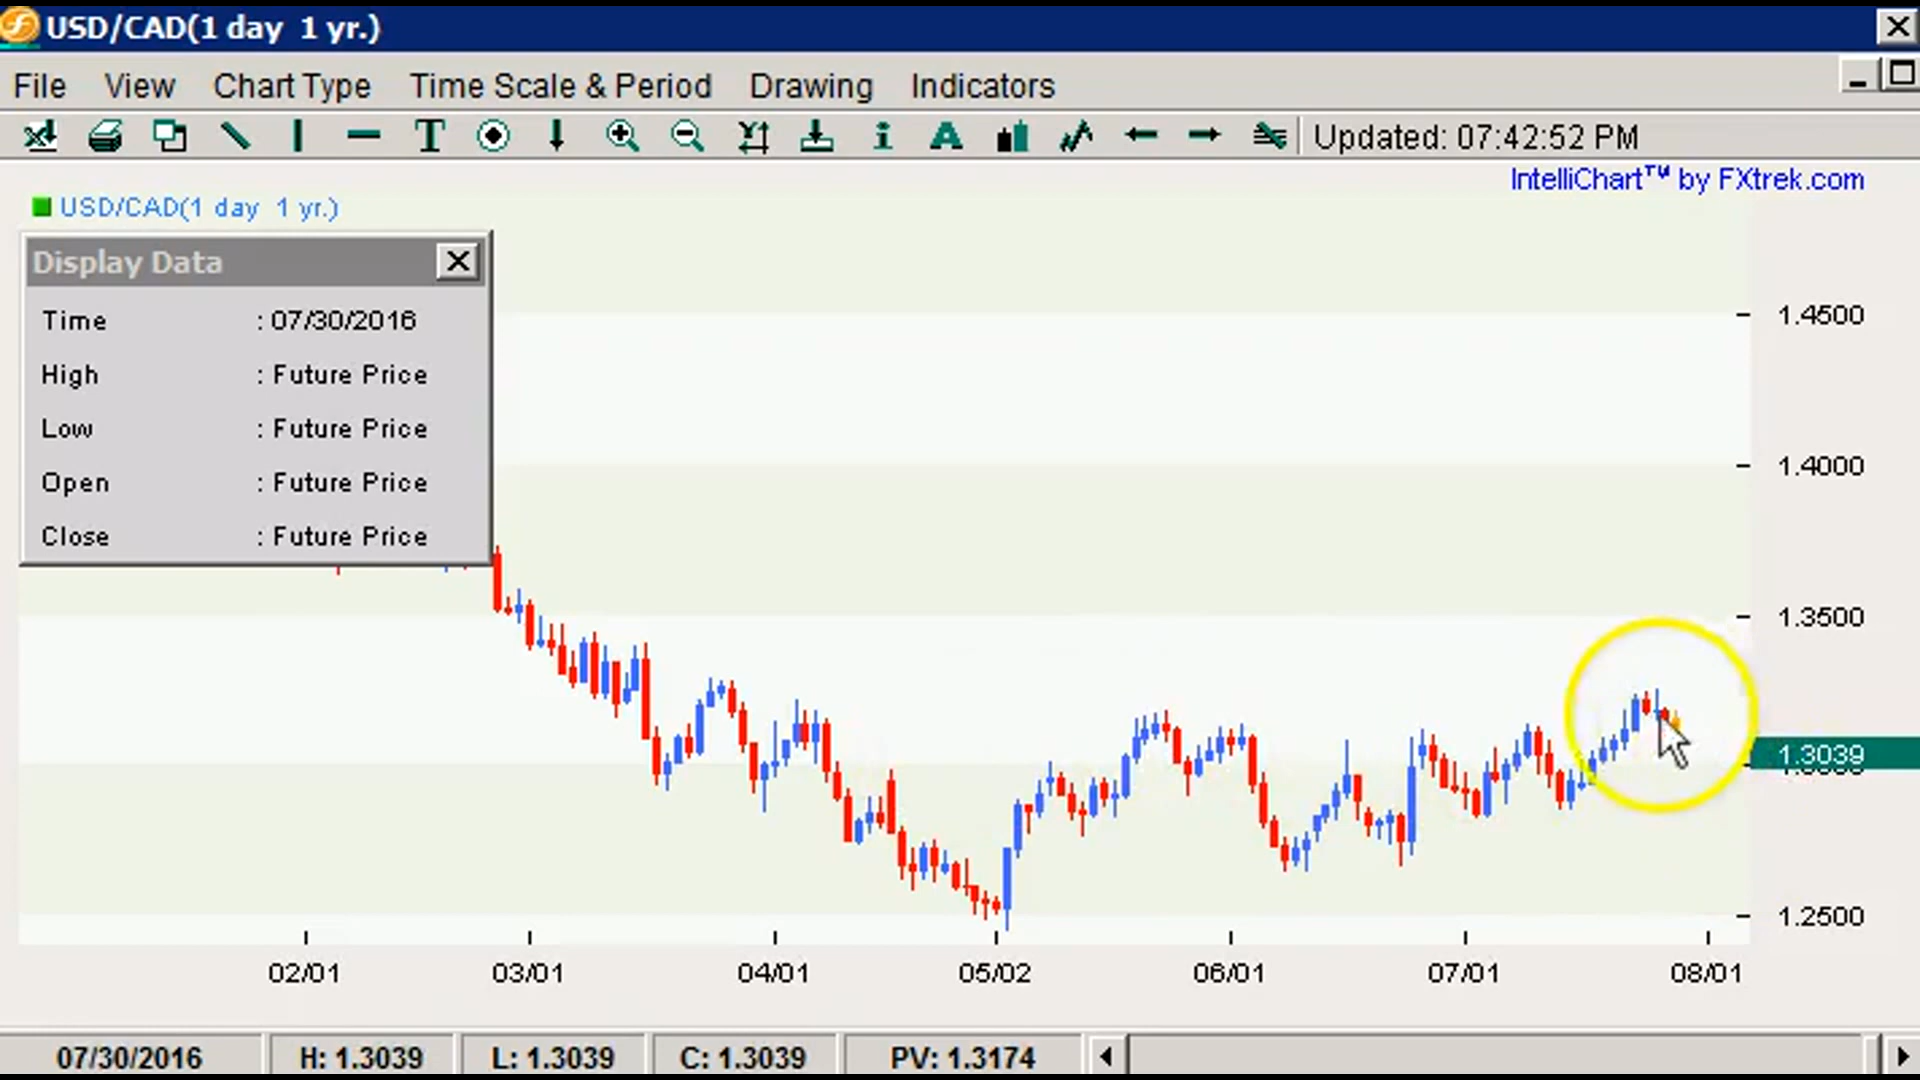 USD/CAD(1 day 1 yr.)
File View Chart Type Time Scale & Period Drawing Indicators
T i A Updated: 07:42:52 PM
IntelliChart™ by FXtrek.com
USD/CAD(1 day 1 yr.)
Display Data
Time : 07/30/2016
High : Future Price
Low : Future Price
Open : Future Price
Close : Future Price
1.4500
1.4000
1.3500
1.3039
1.2500
02/01 03/01 04/01 05/02 06/01 07/01 08/01
07/30/2016 H: 1.3039 L: 1.3039 C: 1.3039 PV: 1.3174